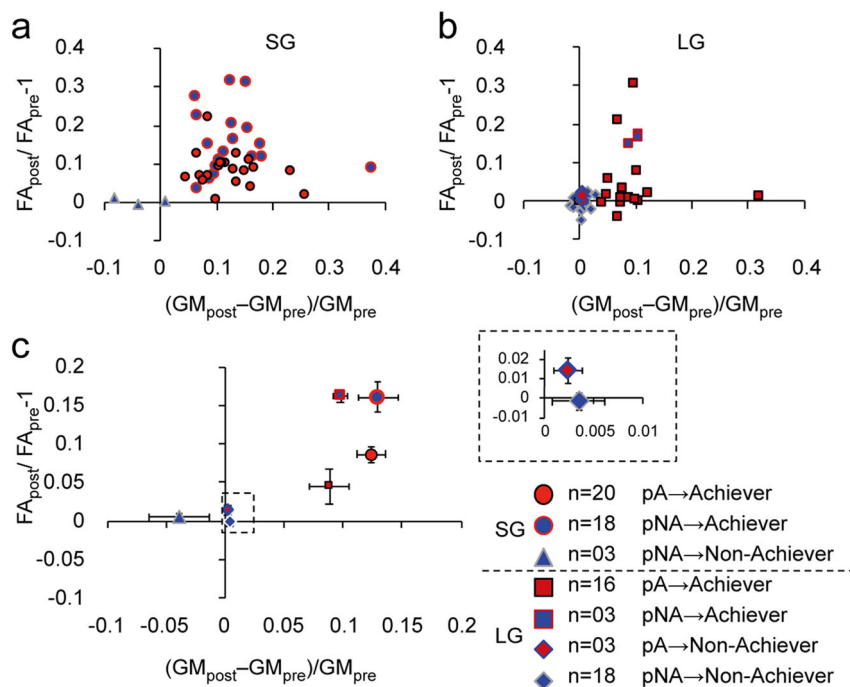 a
SG
FApost/ FApre-1
0.4
0.3
0.2
0.1
0
-0.1
-0.1 0 0.1 0.2 0.3 0.4
(GMpost–GMpre)/GMpre
b
LG
FApost/ FApre-1
0.4
0.3
0.2
0.1
0
-0.1
-0.1 0 0.1 0.2 0.3 0.4
(GMpost–GMpre)/GMpre
c
FApost/ FApre-1
0.2
0.15
0.1
0.05
0
-0.05
-0.1
-0.1 -0.05 0 0.05 0.1 0.15 0.2
(GMpost–GMpre)/GMpre
0.02
0.01
0
-0.01
0 0.005 0.01
SG
n=20 pA→Achiever
n=18 pNA→Achiever
n=03 pNA→Non-Achiever
LG
n=16 pA→Achiever
n=03 pNA→Achiever
n=03 pA→Non-Achiever
n=18 pNA→Non-Achiever